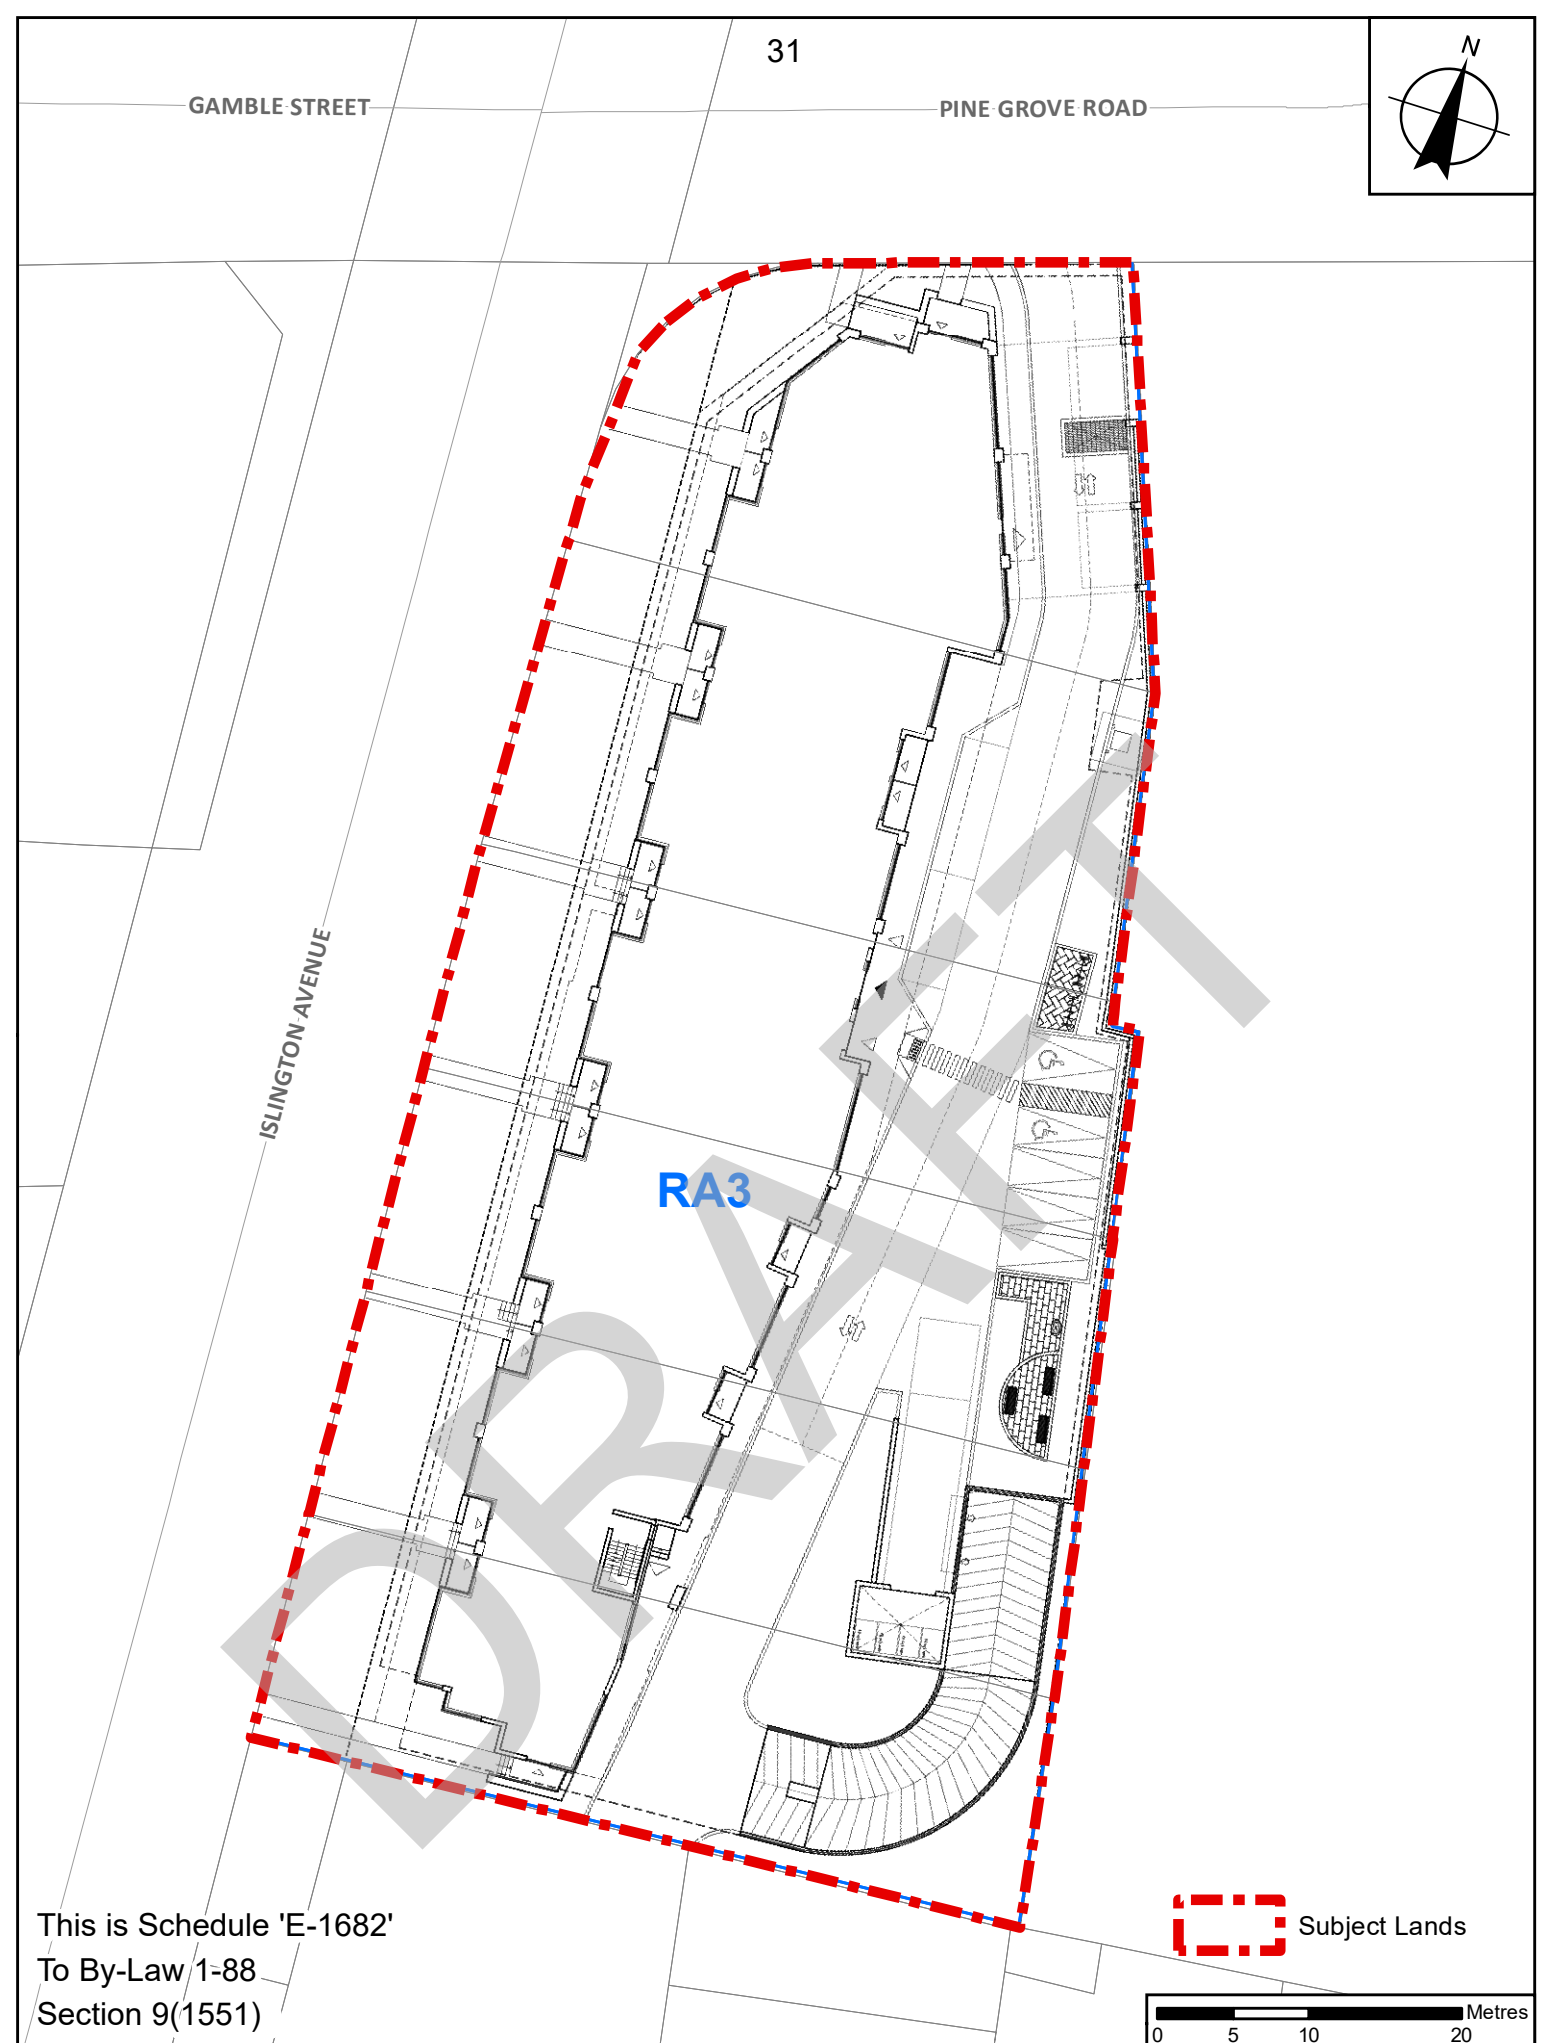 31
N
GAMBLE STREET
PINE GROVE ROAD
ISLINGTON AVENUE
RA3
DRAFT
This is Schedule 'E-1682'
To By-Law 1-88
Section 9(1551)
Subject Lands
Metres
0 5 10 20